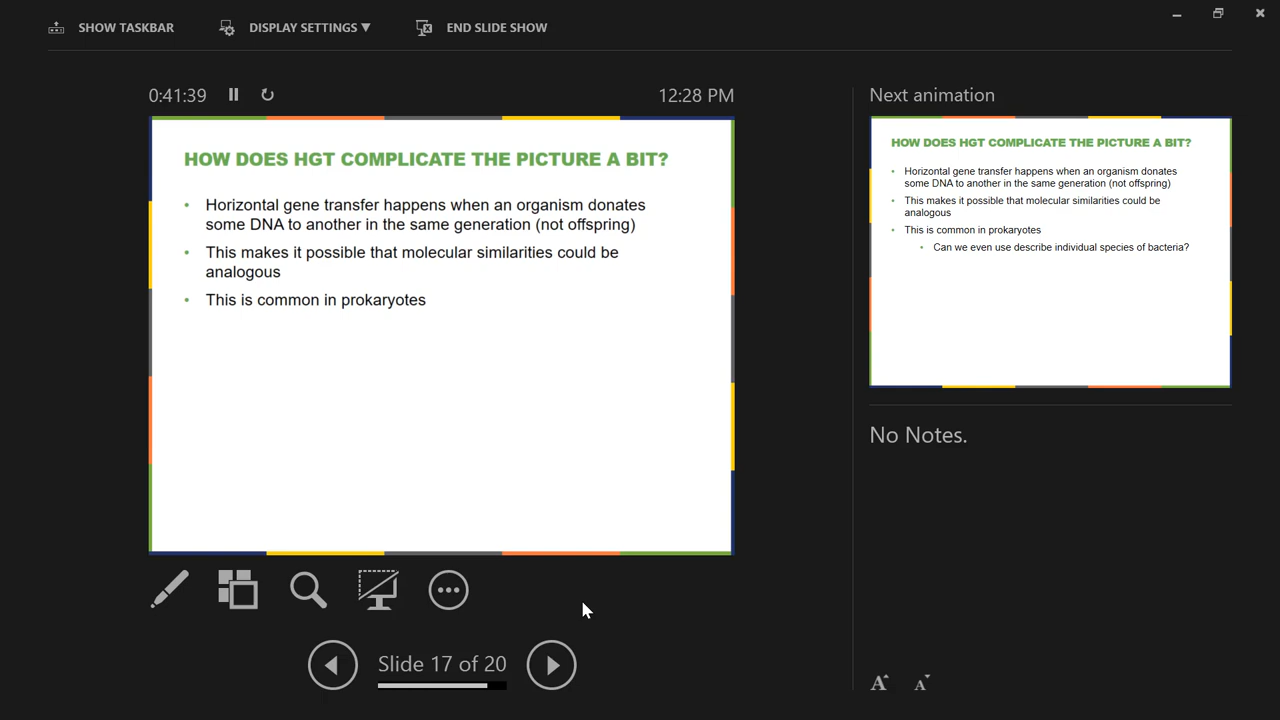 SHOW TASKBAR
DISPLAY SETTINGS ▼
END SLIDE SHOW
0:41:39
12:28 PM
HOW DOES HGT COMPLICATE THE PICTURE A BIT?
• Horizontal gene transfer happens when an organism donates
some DNA to another in the same generation (not offspring)
• This makes it possible that molecular similarities could be
analogous
• This is common in prokaryotes
Slide 17 of 20
Next animation
HOW DOES HGT COMPLICATE THE PICTURE A BIT?
• Horizontal gene transfer happens when an organism donates
some DNA to another in the same generation (not offspring)
• This makes it possible that molecular similarities could be
analogous
• This is common in prokaryotes
• Can we even use describe individual species of bacteria?
No Notes.
A A